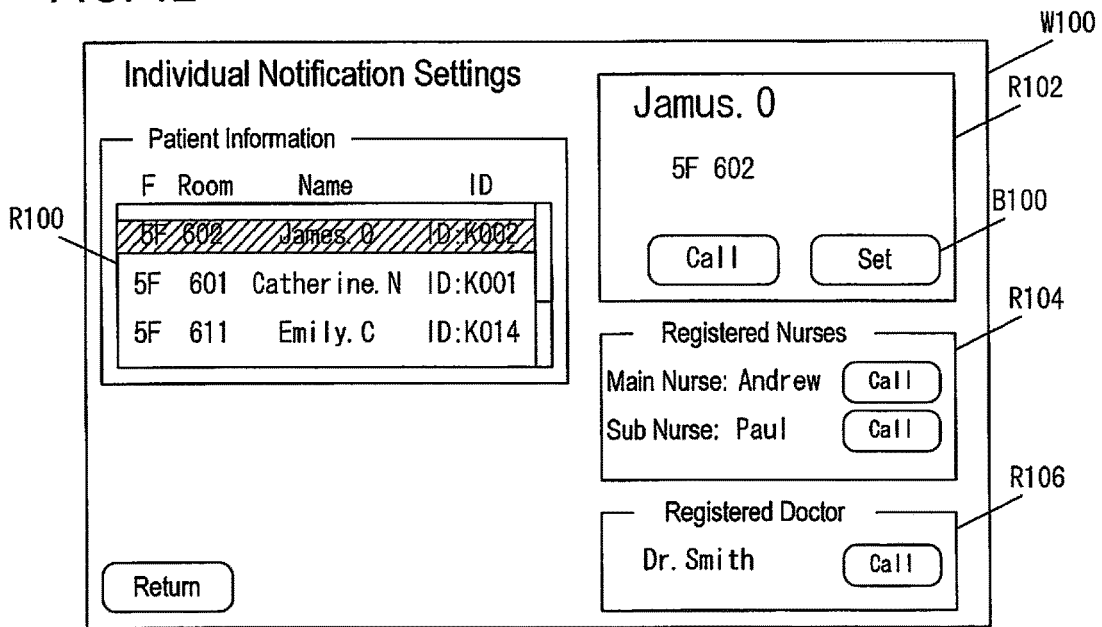 W100
Individual Notification Settings
Patient Information
F Room Name ID
R100
5F 602 James. O ID:K002
5F 601 Catherine. N ID:K001
5F 611 Emily. C ID:K014
Return
Jamus. O
5F 602
Call Set
R102
B100
Registered Nurses
Main Nurse: Andrew Call
Sub Nurse: Paul Call
R104
Registered Doctor
Dr. Smith Call
R106